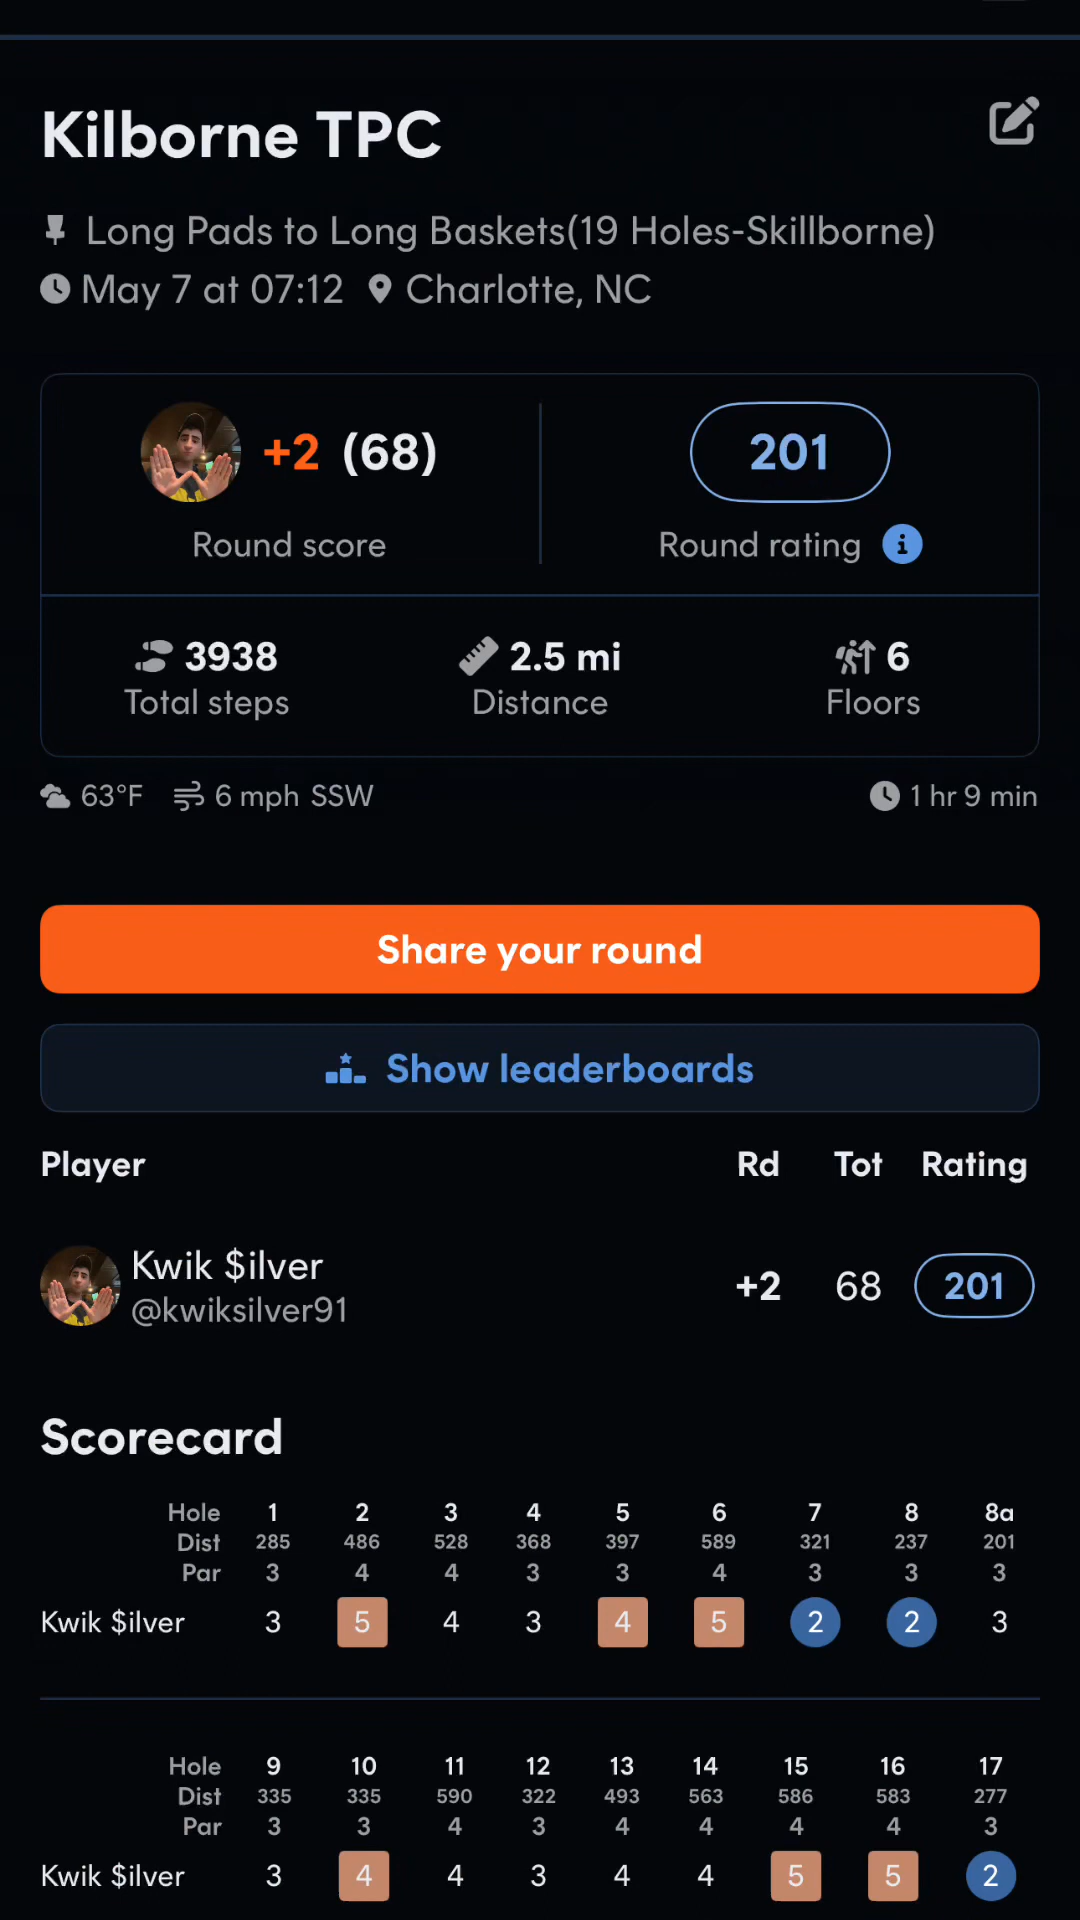 Kilborne TPC
Long Pads to Long Baskets(19 Holes-Skillborne)
May 7 at 07:12 Charlotte, NC
+2 (68)
Round score
201
Round rating
3938
Total steps
2.5 mi
Distance
6
Floors
63°F 6 mph SSW 1 hr 9 min
Share your round
Show leaderboards
Player Rd Tot Rating
Kwik $ilver
@kwiksilver91
+2 68 201
Scorecard
Hole 1 2 3 4 5 6 7 8 8a
Dist 285 486 528 368 397 589 321 237 201
Par 3 4 4 3 3 4 3 3 3
Kwik $ilver 3 5 4 3 4 5 2 2 3
Hole 9 10 11 12 13 14 15 16 17
Dist 335 335 590 322 493 563 586 583 277
Par 3 3 4 3 4 4 4 4 3
Kwik $ilver 3 4 4 3 4 4 5 5 2